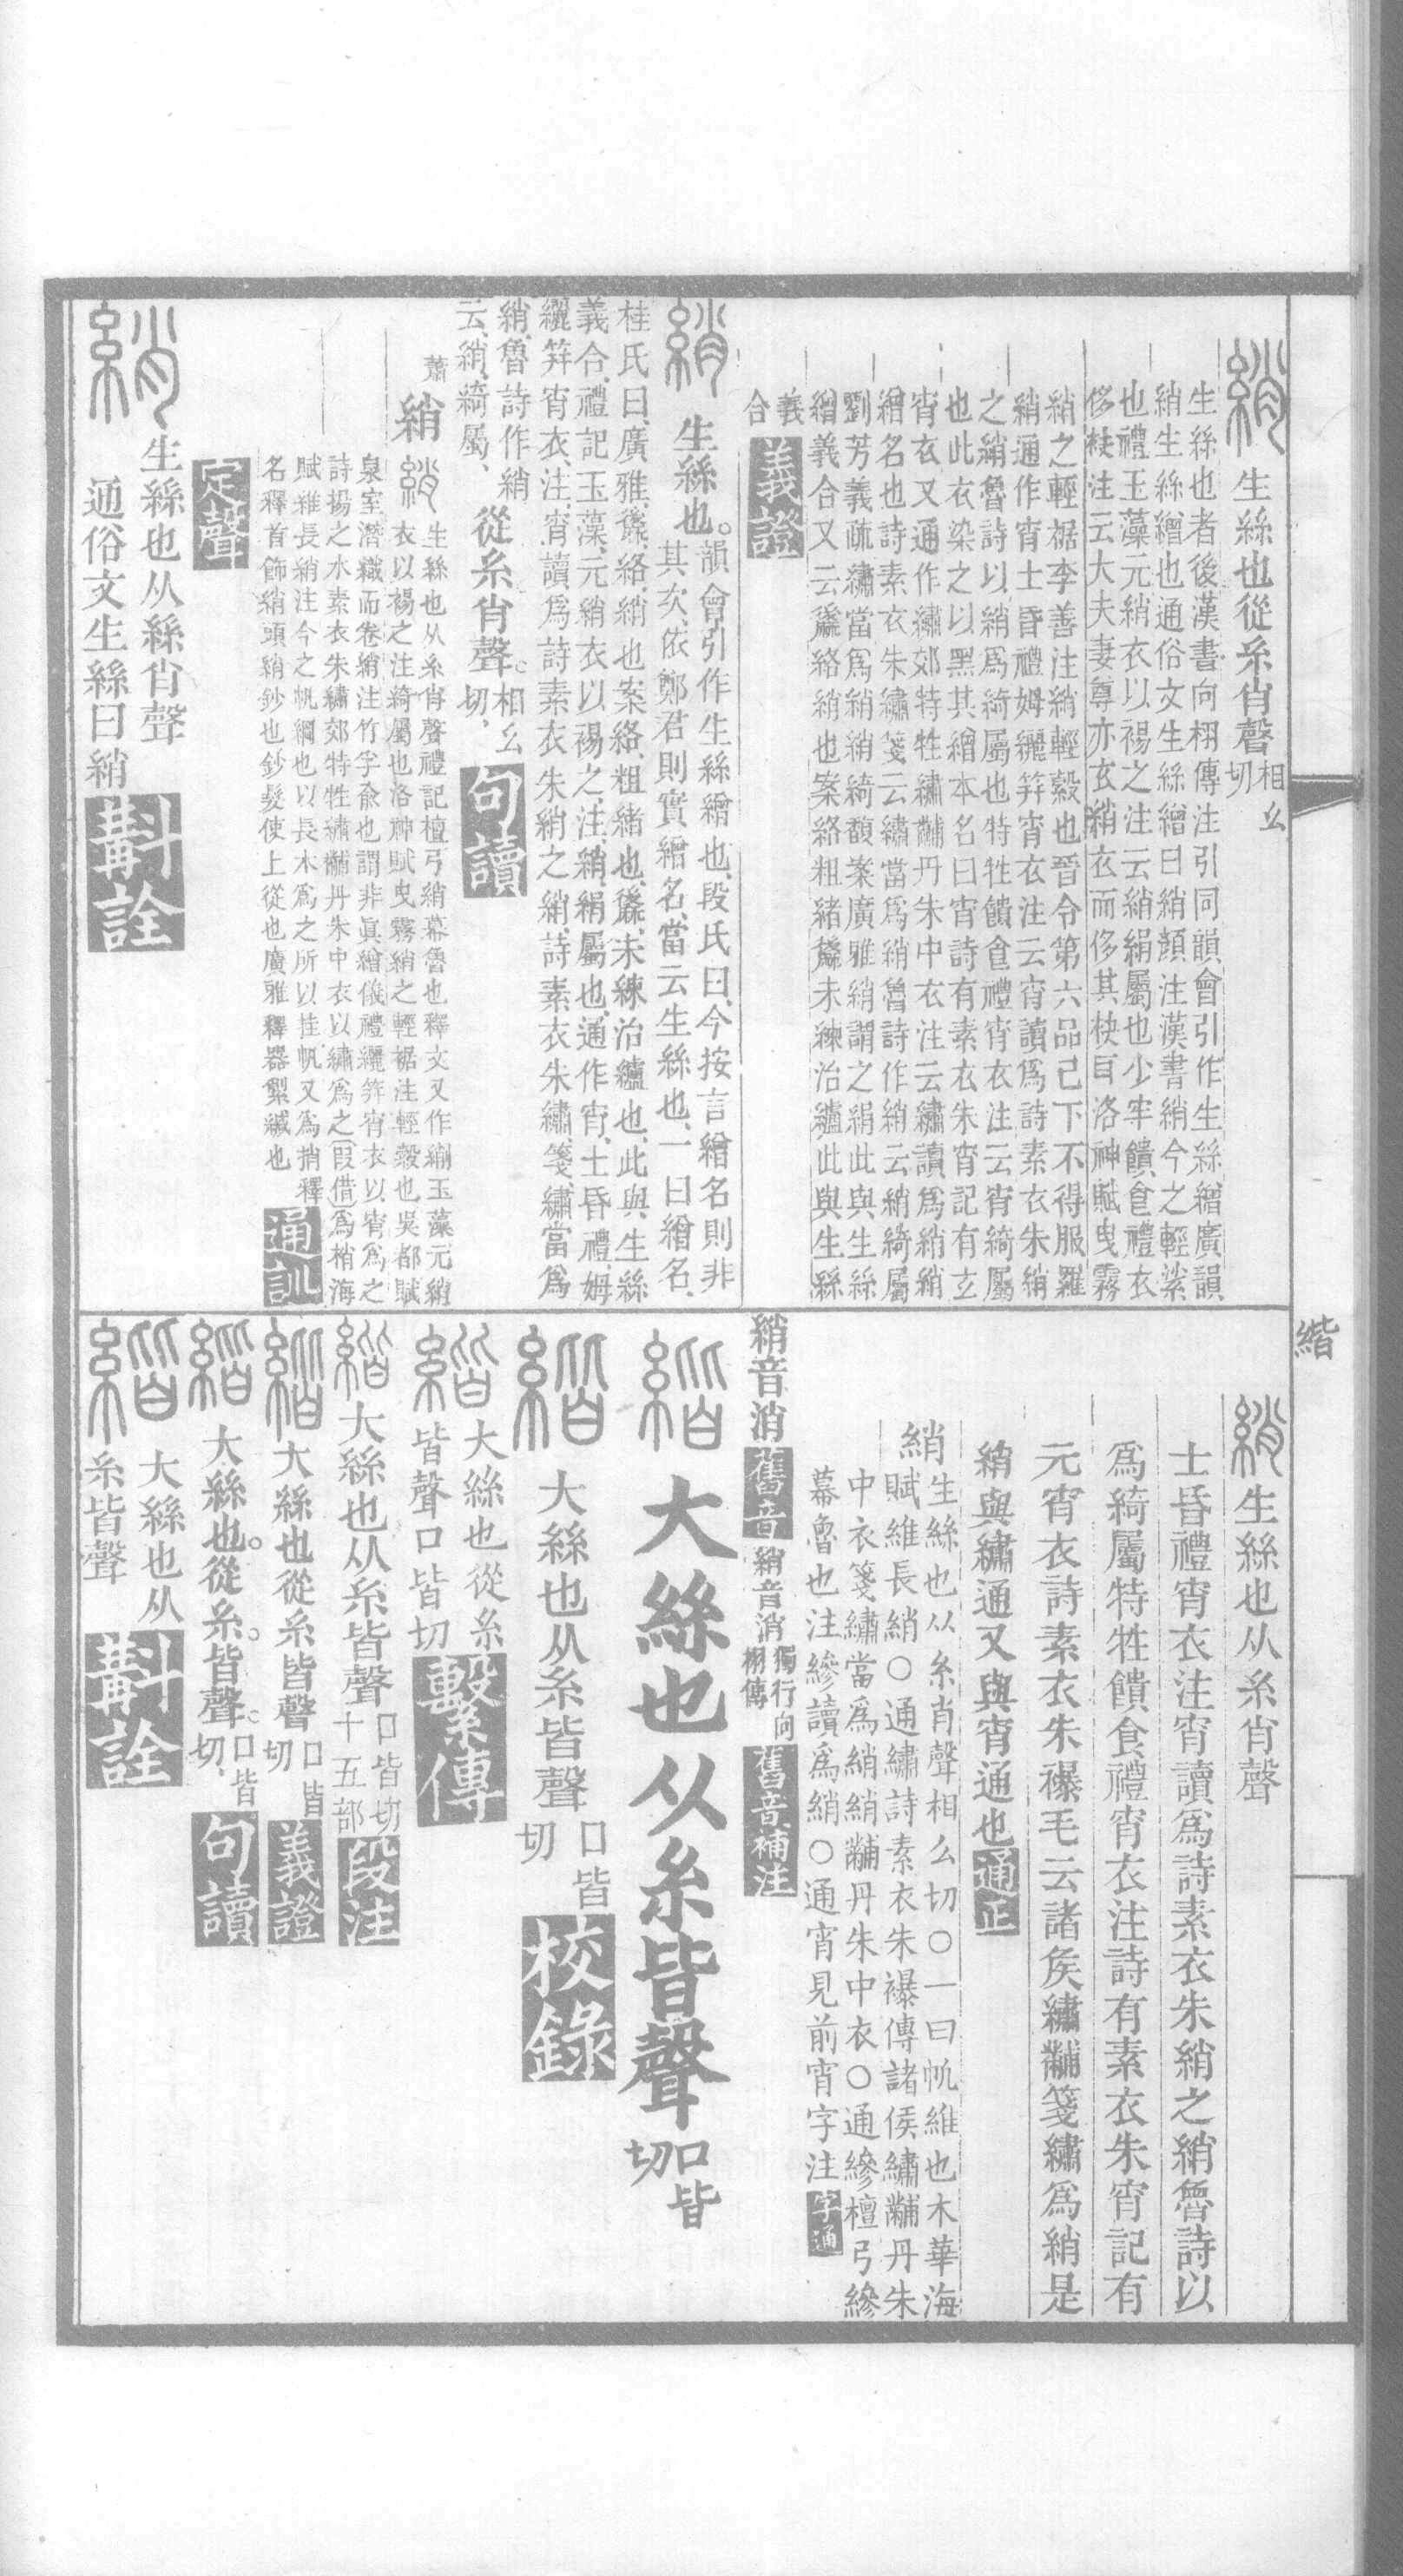 綃生絲也從糸肖聲相幺切
生絲也者後漢書向栩傳注引同韻會引作生絲繒廣韻
綃生絲繒也通俗文生絲繒曰綃顏注漢書綃今之輕
也禮玉藻元綃衣以裼之注云綃絹屬也少牢饋食禮衣
侈袂注云大夫妻尊亦衣綃衣而侈其袂耳洛神賦曳霧
綃之輕裾李善注綃輕縠也晉令第六品已下不得服羅
綃通作宵士昏禮姆纚笄宵衣注云宵讀爲詩素衣朱綃
之綃魯詩以綃爲綺屬也特牲饋食禮宵衣注云宵綺屬
也此衣染之以黑其繒本名曰宵詩有素衣朱宵記有玄
宵衣又通作繡郊特牲繡黼丹朱中衣注云繡讀爲綃綃
繒名也詩素衣朱繡箋云繡當爲綃魯詩作綃云綃綺屬
劉芳義疏繡當爲綃綃綺馥案廣雅綃謂之絹此與生絲
繒義合又云絡綃也案絡粗緒未練治纑此與生絲
義合義證
綃生絲也。韻會引作生絲繒也、段氏曰、今按言繒名則非
其次、依鄭君則實繒名、當云生絲也、一曰繒名、
桂氏曰、廣雅、絡、綃也、案絡、粗緒也、未練治纑也、此與生絲
義合、禮記玉藻、元綃衣以裼之、注、綃、絹屬也、通作宵、士昏禮、姆
纚笄宵衣、注、宵、讀爲詩素衣朱綃之綃、詩素衣朱繡、箋、繡當爲
綃、魯詩作綃
云、綃、綺屬、從糸肖聲。相幺切、句讀
蕭
綃綃生絲也从糸肖聲禮記檀弓綃幕魯也釋文又作玉藻元綃
衣以裼之注綺屬也洛神賦曳霧綃之輕裾注輕縠也吳都賦
泉室潛織而卷綃注竹孚俞也謂非眞繒儀禮纚笄宵衣以宵爲之
詩揚之水素衣朱繡郊特牲繡黼丹朱中衣以繡爲之假借爲梢海
賦維長綃注今之帆綱也以長木爲之所以挂帆又爲捎釋
名釋首飾綃頭綃鈔也鈔髮使上從也廣雅釋器緘也通訓
定聲
綃生絲也从絲肖聲
通俗文生絲曰綃斠詮
緒
綃生絲也从糸肖聲
士昏禮宵衣注宵讀爲詩素衣朱綃之綃魯詩以
爲綺屬特牲饋食禮宵衣注詩有素衣朱宵記有
元宵衣詩素衣朱襮毛云諸矦繡黼箋繡爲綃是
綃與繡通又與宵通也通正
綃生絲也从糸肖聲相么切〇一曰帆維也木華海
賦維長綃〇通繡詩素衣朱襮傳諸侯繡黼丹朱
中衣箋繡當爲綃綃黼丹朱中衣〇通縿檀弓縿
幕魯也注縿讀爲綃〇通宵見前宵字注字通
綃音消舊音綃音消獨行向栩傳舊音補注
緒大絲也从糸皆聲口皆切
緒大絲也从糸皆聲口皆切校錄
緒大絲也從糸
皆聲口皆切繫傳
緒大絲也从糸皆聲口皆切十五部段注
緒大絲也從糸皆聲口皆切義證
緒大絲也。從糸。皆聲。口皆切、句讀
緒大絲也从
糸皆聲斠詮